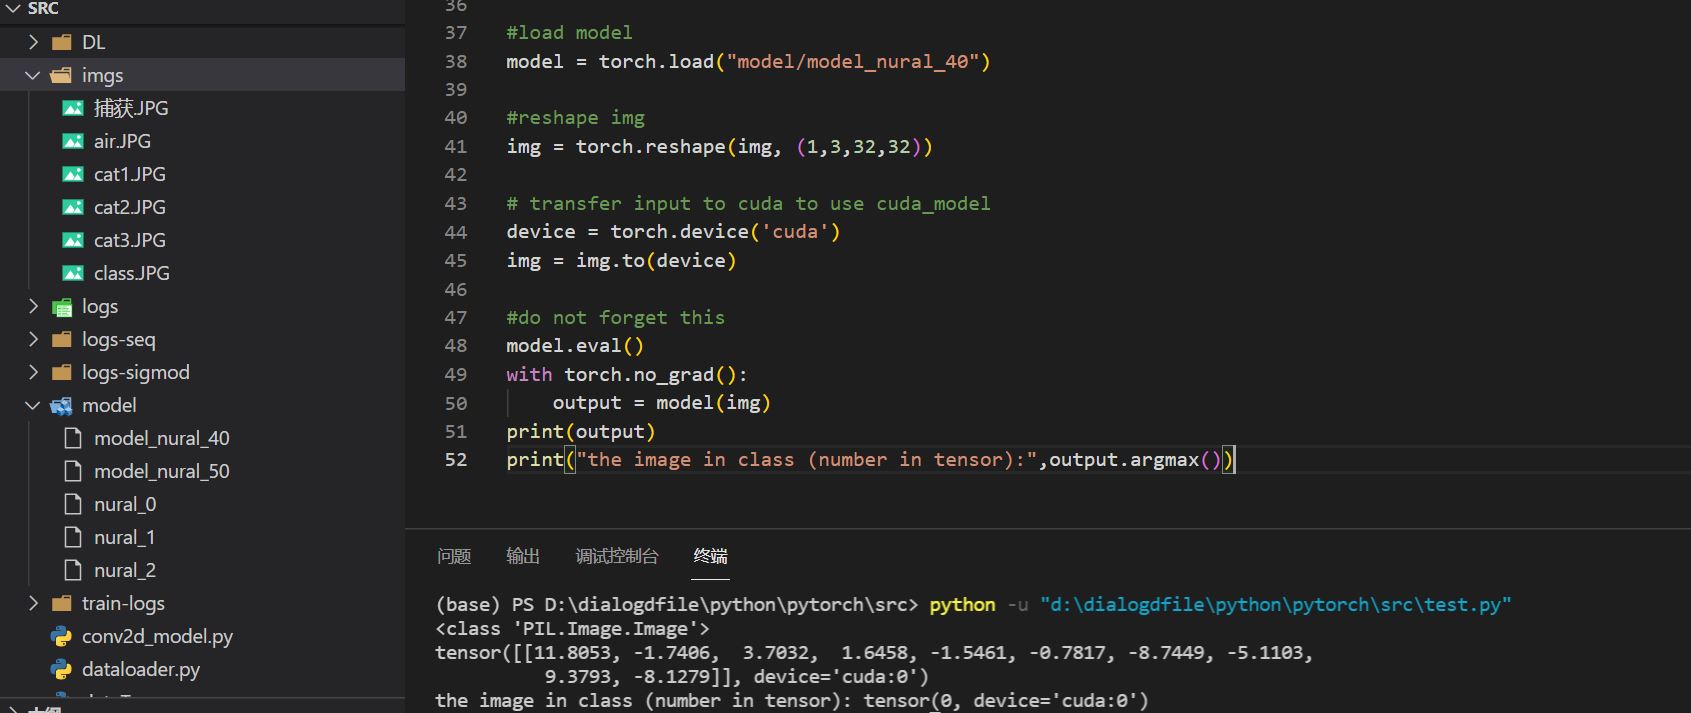 SRC
DL
imgs
捕获.JPG
air.JPG
cat1.JPG
cat2.JPG
cat3.JPG
class.JPG
logs
logs-seq
logs-sigmod
model
model_nural_40
model_nural_50
nural_0
nural_1
nural_2
train-logs
conv2d_model.py
dataloader.py
36
37 #load model
38 model = torch.load("model/model_nural_40")
39
40 #reshape img
41 img = torch.reshape(img, (1,3,32,32))
42
43 # transfer input to cuda to use cuda_model
44 device = torch.device('cuda')
45 img = img.to(device)
46
47 #do not forget this
48 model.eval()
49 with torch.no_grad():
50 output = model(img)
51 print(output)
52 print("the image in class (number in tensor):",output.argmax())
问题 输出 调试控制台 终端
(base) PS D:\dialogdfile\python\pytorch\src> python -u "d:\dialogdfile\python\pytorch\src\test.py"
<class 'PIL.Image.Image'>
tensor([[11.8053, -1.7406, 3.7032, 1.6458, -1.5461, -0.7817, -8.7449, -5.1103,
9.3793, -8.1279]], device='cuda:0')
the image in class (number in tensor): tensor(0, device='cuda:0')